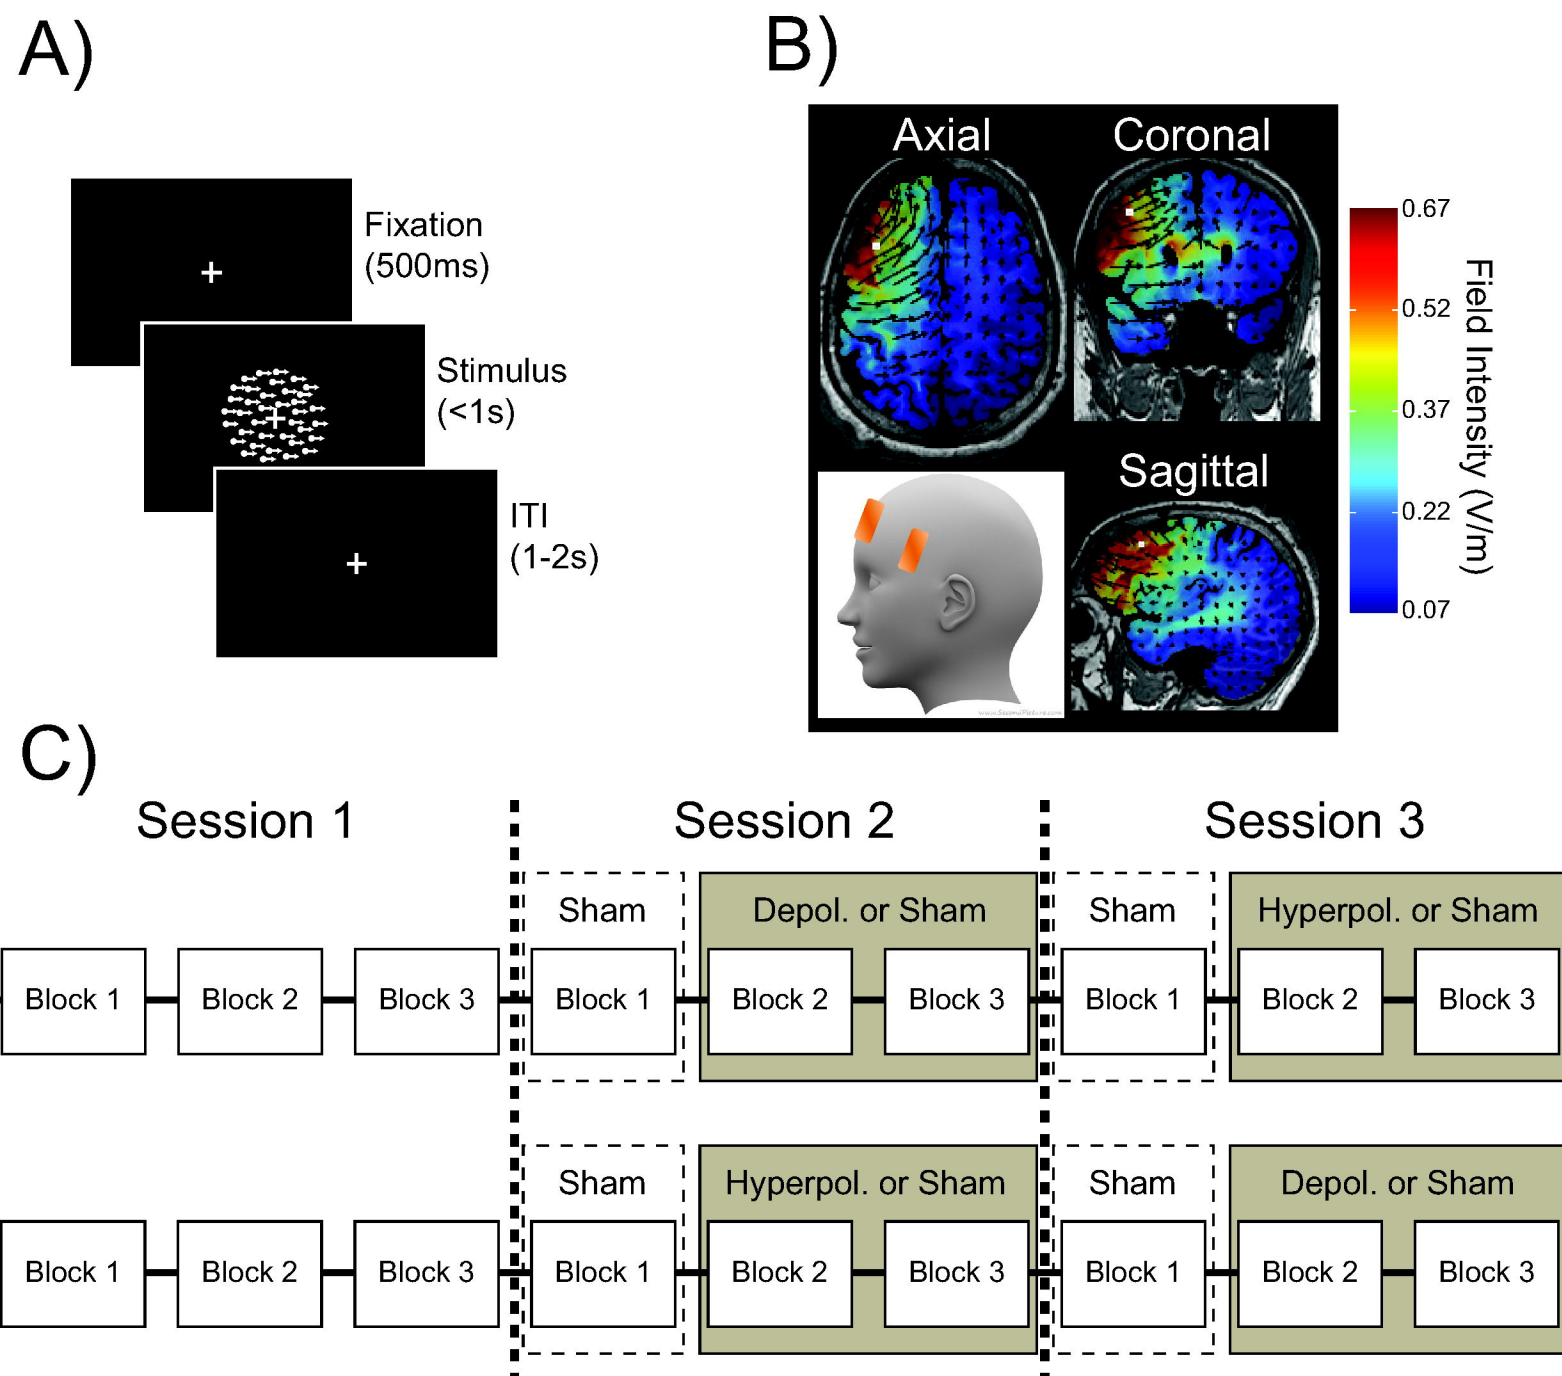 A)
Fixation
(500ms)
Stimulus
(<1s)
ITI
(1-2s)
B)
Axial
Coronal
Sagittal
www.SecondPicture.com
0.67
0.52
0.37
0.22
0.07
Field Intensity (V/m)
C)
Session 1
Session 2
Session 3
Sham
Depol. or Sham
Sham
Hyperpol. or Sham
Block 1
Block 2
Block 3
Block 1
Block 2
Block 3
Block 1
Block 2
Block 3
Sham
Hyperpol. or Sham
Sham
Depol. or Sham
Block 1
Block 2
Block 3
Block 1
Block 2
Block 3
Block 1
Block 2
Block 3